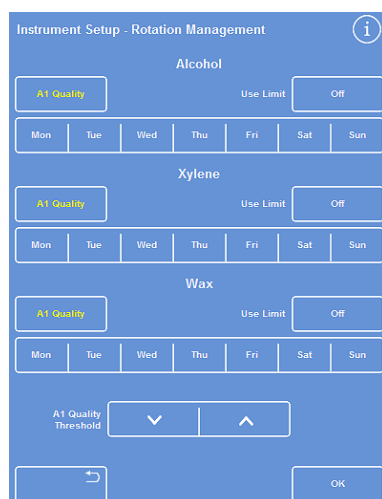 Instrument Setup - Rotation Management
i
Alcohol
A1 Quality Use Limit Off
Mon Tue Wed Thu Fri Sat Sun
Xylene
A1 Quality Use Limit Off
Mon Tue Wed Thu Fri Sat Sun
Wax
A1 Quality Use Limit Off
Mon Tue Wed Thu Fri Sat Sun
A1 Quality
Threshold
OK